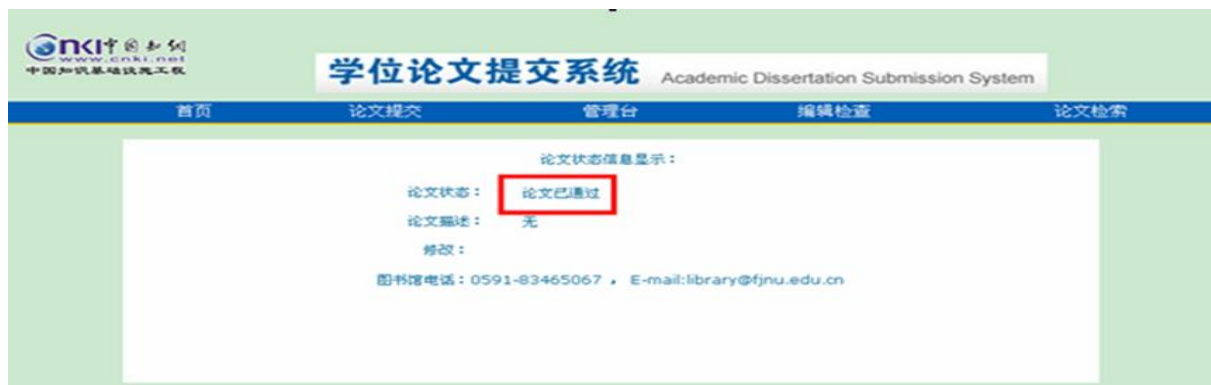 cnki中国知网
www.cnki.net
中国知识基础设施工程
学位论文提交系统 Academic Dissertation Submission System
首页 论文提交 管理台 编辑检查 论文检索
论文状态信息显示：
论文状态： 论文已通过
论文描述： 无
修改：
图书馆电话：0591-83465067 ， E-mail:library@fjnu.edu.cn